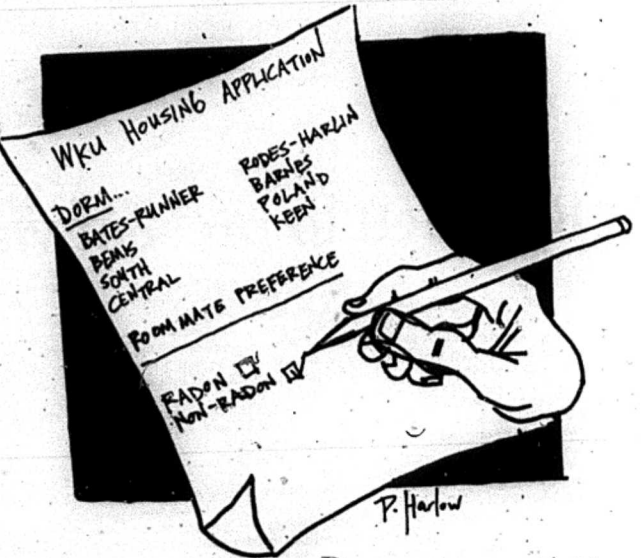 WKU HOUSING APPLICATION
DORM...
BATES-RUNNER
BEMIS
SOUTH
CENTRAL
RODES-HARLIN
BARNES
POLAND
KEEN
ROOMMATE PREFERENCE
RADON
NON-RADON
P. Harlow